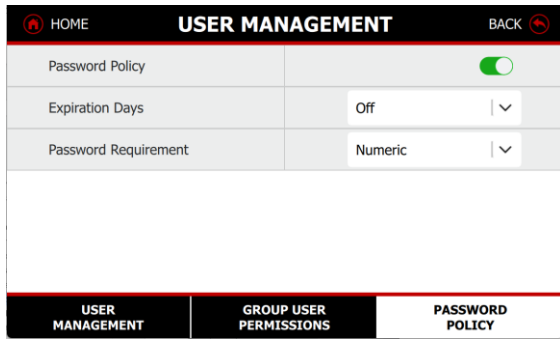 HOME
USER MANAGEMENT
BACK
Password Policy
Expiration Days
Off
Password Requirement
Numeric
USER
MANAGEMENT
GROUP USER
PERMISSIONS
PASSWORD
POLICY